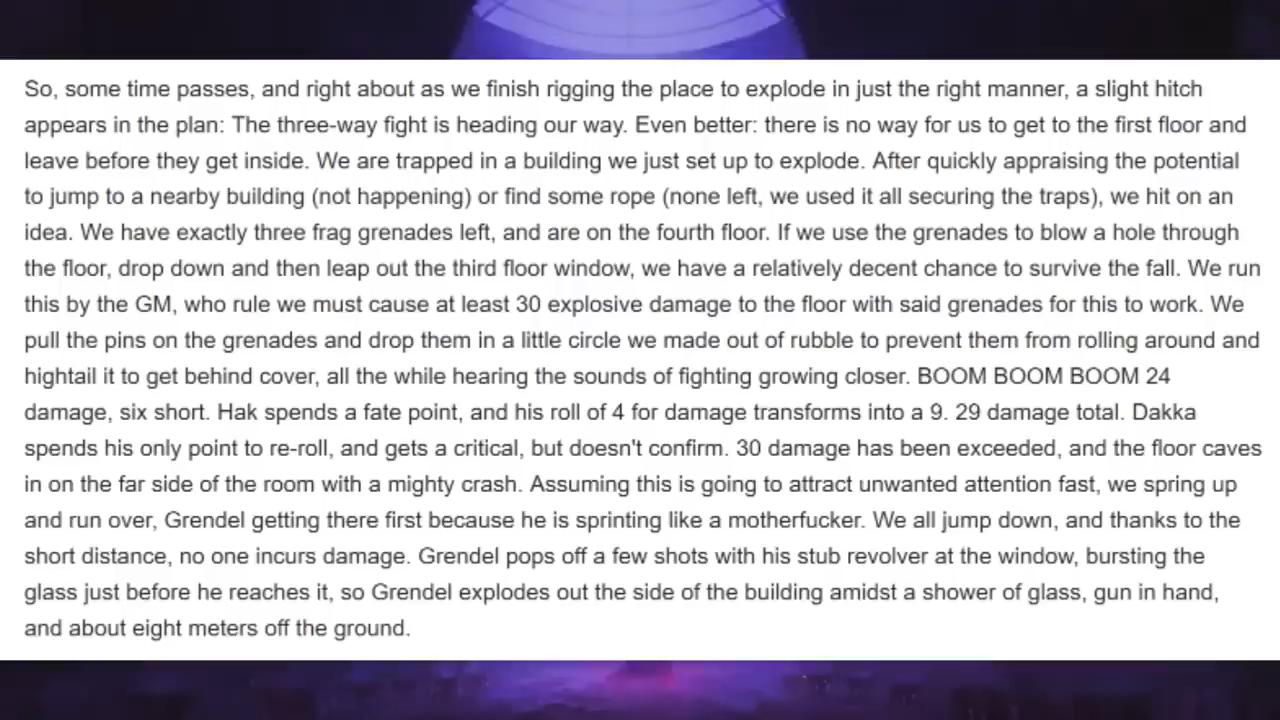 So, some time passes, and right about as we finish rigging the place to explode in just the right manner, a slight hitch
appears in the plan: The three-way fight is heading our way. Even better: there is no way for us to get to the first floor and
leave before they get inside. We are trapped in a building we just set up to explode. After quickly appraising the potential
to jump to a nearby building (not happening) or find some rope (none left, we used it all securing the traps), we hit on an
idea. We have exactly three frag grenades left, and are on the fourth floor. If we use the grenades to blow a hole through
the floor, drop down and then leap out the third floor window, we have a relatively decent chance to survive the fall. We run
this by the GM, who rule we must cause at least 30 explosive damage to the floor with said grenades for this to work. We
pull the pins on the grenades and drop them in a little circle we made out of rubble to prevent them from rolling around and
hightail it to get behind cover, all the while hearing the sounds of fighting growing closer. BOOM BOOM BOOM 24
damage, six short. Hak spends a fate point, and his roll of 4 for damage transforms into a 9. 29 damage total. Dakka
spends his only point to re-roll, and gets a critical, but doesn't confirm. 30 damage has been exceeded, and the floor caves
in on the far side of the room with a mighty crash. Assuming this is going to attract unwanted attention fast, we spring up
and run over, Grendel getting there first because he is sprinting like a motherfucker. We all jump down, and thanks to the
short distance, no one incurs damage. Grendel pops off a few shots with his stub revolver at the window, bursting the
glass just before he reaches it, so Grendel explodes out the side of the building amidst a shower of glass, gun in hand,
and about eight meters off the ground.